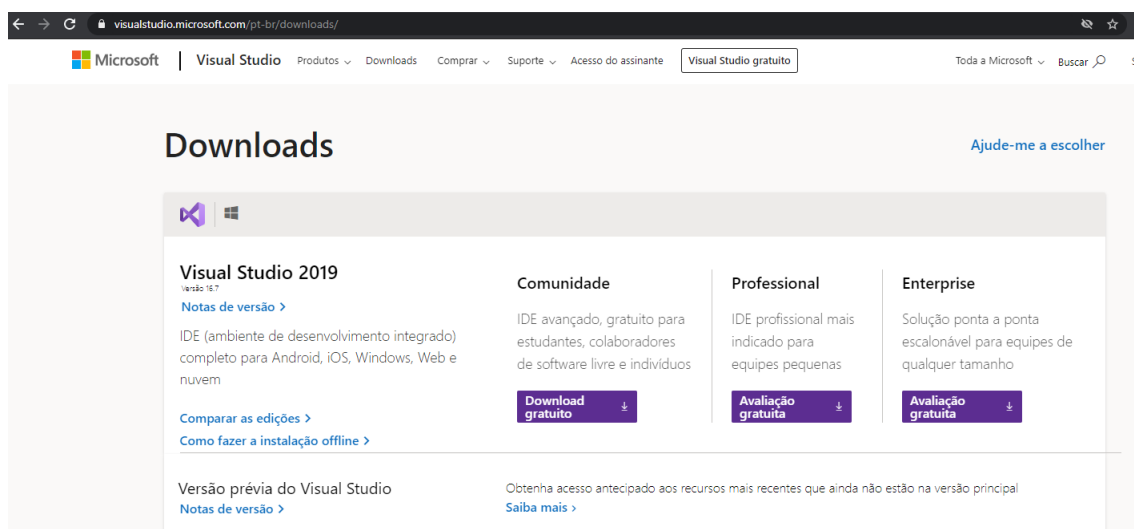 visualstudio.microsoft.com/pt-br/downloads/
Microsoft Visual Studio Produtos Downloads Comprar Suporte Acesso do assinante Visual Studio gratuito Toda a Microsoft Buscar
Downloads
Ajude-me a escolher
Visual Studio 2019
Versão 16.7
Notas de versão >
IDE (ambiente de desenvolvimento integrado)
completo para Android, iOS, Windows, Web e
nuvem
Comparar as edições >
Como fazer a instalação offline >
Comunidade
IDE avançado, gratuito para
estudantes, colaboradores
de software livre e indivíduos
Download
gratuito
Professional
IDE profissional mais
indicado para
equipes pequenas
Avaliação
gratuita
Enterprise
Solução ponta a ponta
escalonável para equipes de
qualquer tamanho
Avaliação
gratuita
Versão prévia do Visual Studio
Notas de versão >
Obtenha acesso antecipado aos recursos mais recentes que ainda não estão na versão principal
Saiba mais >